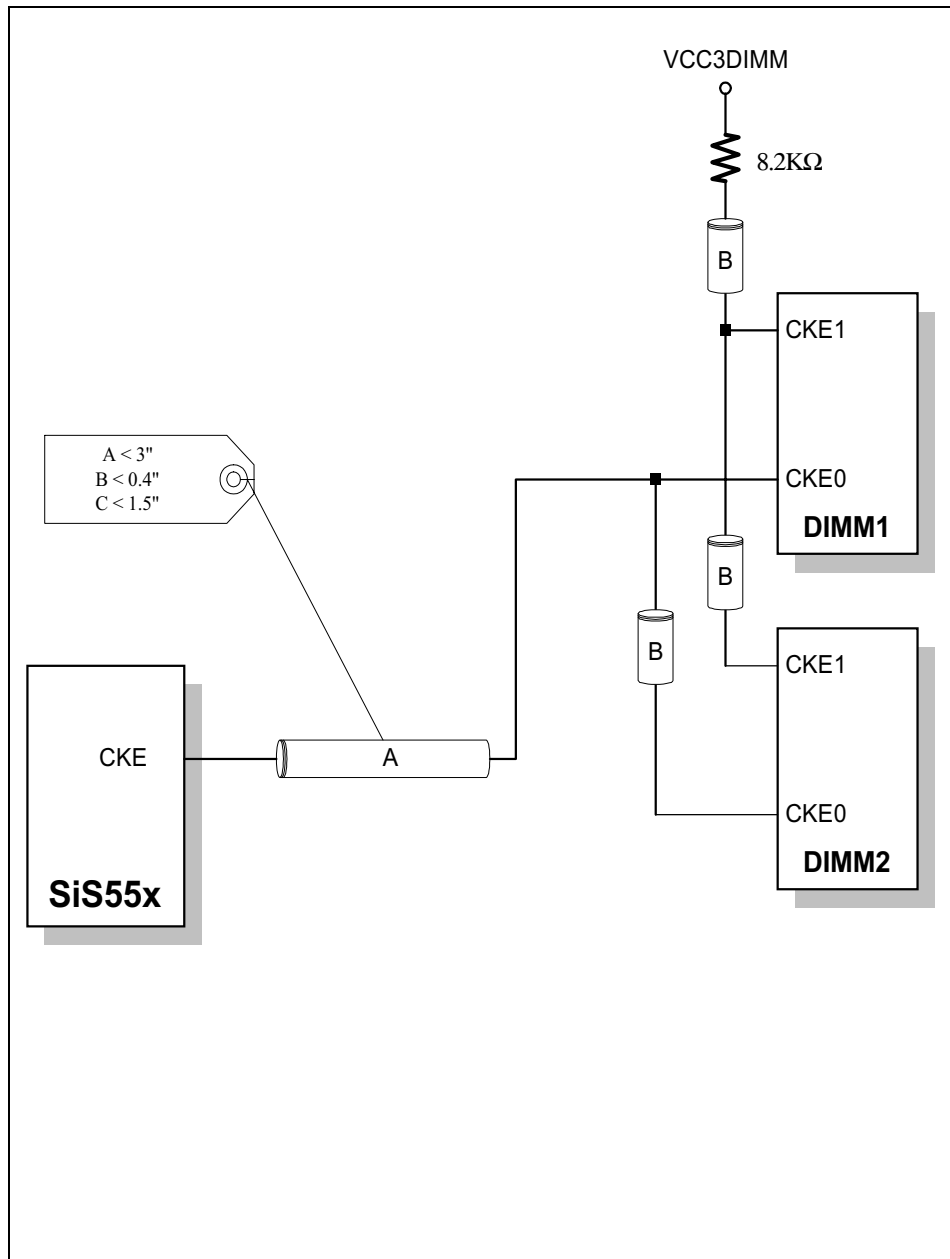 VCC3DIMM
8.2KΩ
B
CKE1
A < 3"
B < 0.4"
C < 1.5"
CKE0
DIMM1
B
B
CKE1
CKE
A
CKE0
DIMM2
SiS55x